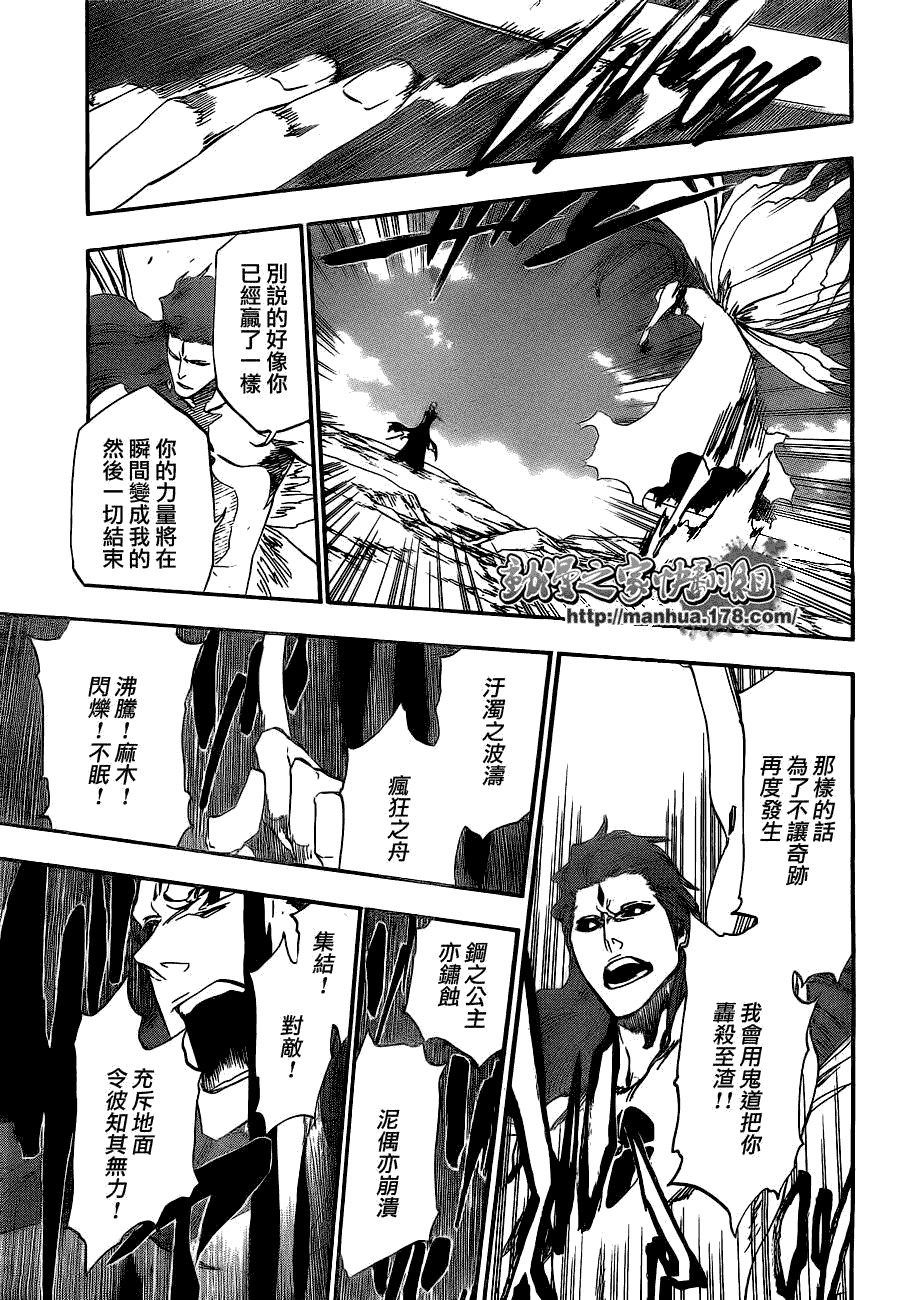 別説的好像你
已經贏了一樣
你的力量將在
瞬間變成我的
然後一切結束
動漫之家快翻組
http://manhua.178.com/
那樣的話
為了不讓奇跡
再度發生
我會用鬼道把你
轟殺至渣!!
汙濁之波濤
瘋狂之舟
沸騰！麻木！
閃爍！不眠！
鋼之公主
亦鏽蝕
泥偶亦崩潰
集結！
對敵！
充斥地面
令彼知其無力！